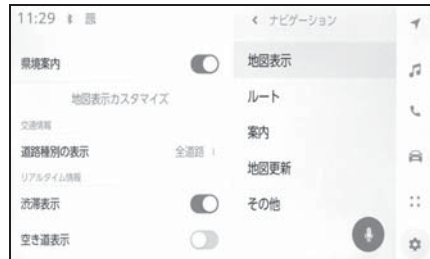 11:29
県境案内
地図表示カスタマイズ
交通情報
道路種別の表示 全道路
リアルタイム情報
渋滞表示
空き道表示
ナビゲーション
地図表示
ルート
案内
地図更新
その他